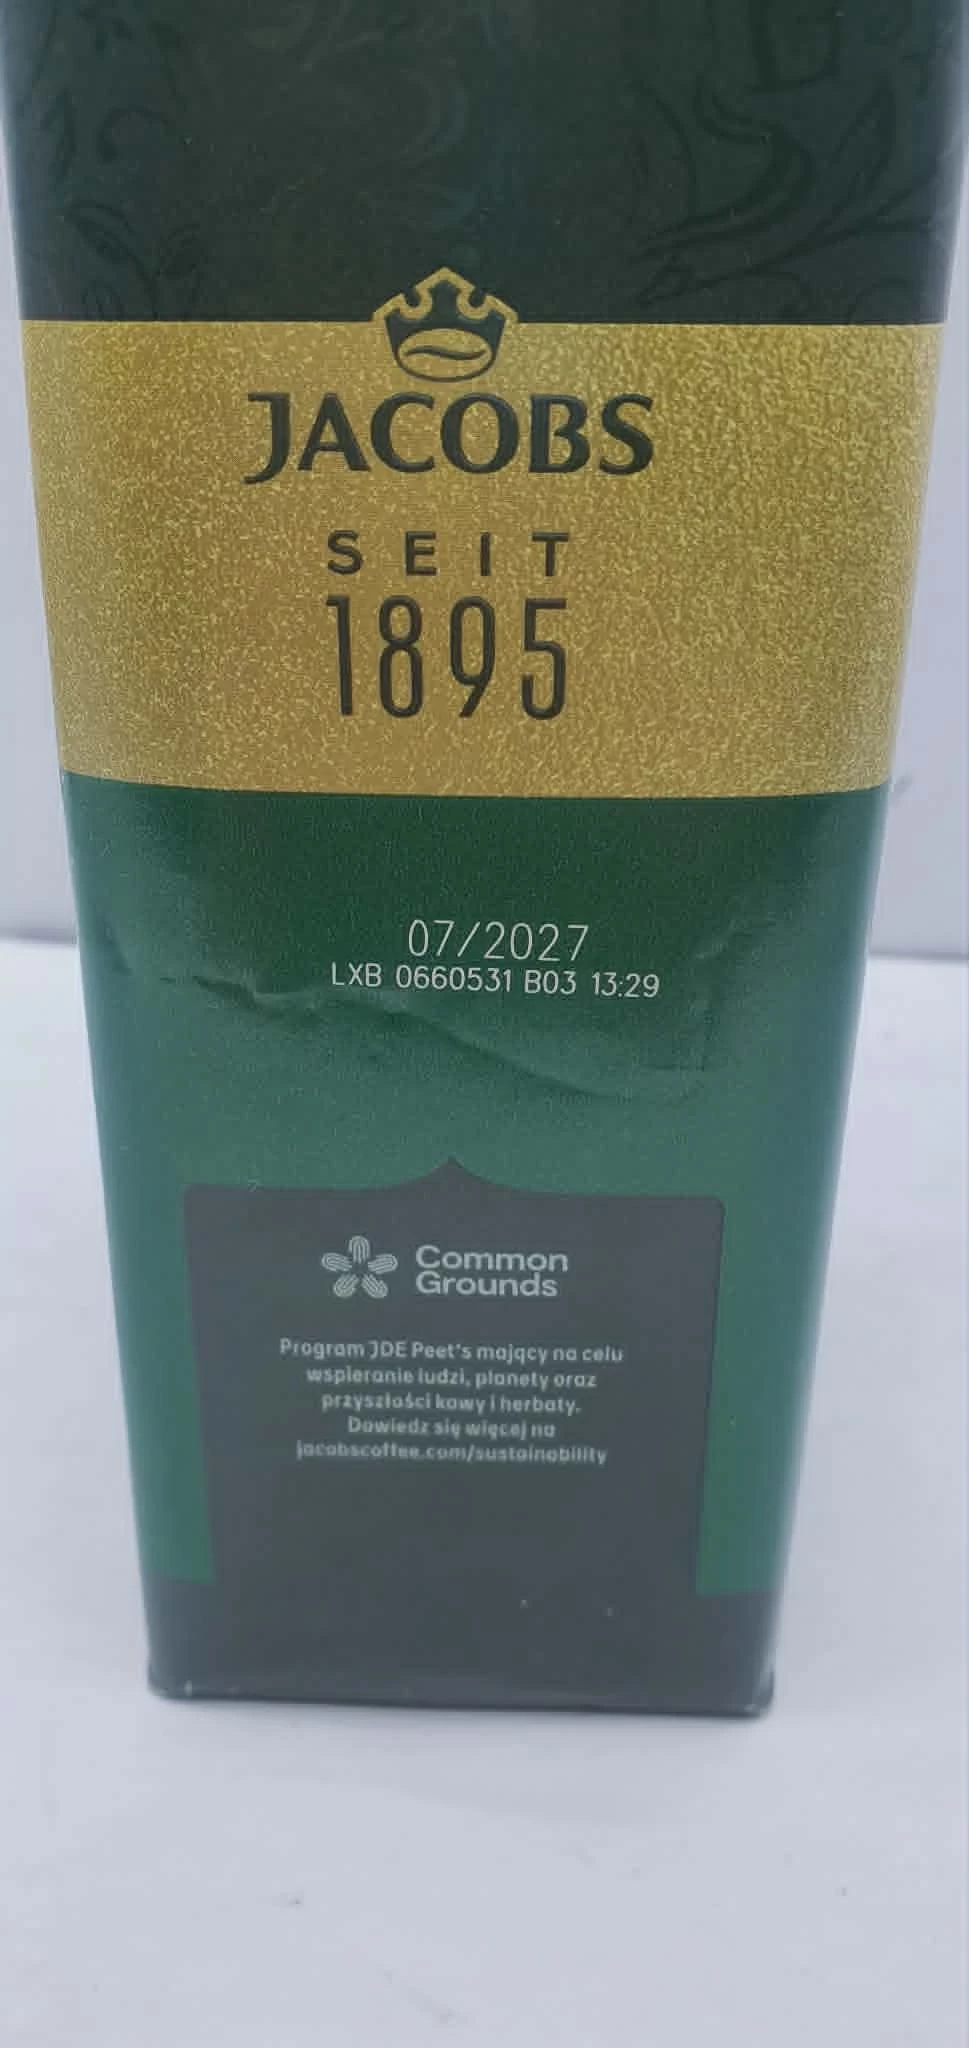 JACOBS
SEIT
1895
07/2027
LXB 0660531 B03 13:29
Common
Grounds
Program JDE Peet's mający na celu
wspieranie ludzi, planety oraz
przyszłości kawy i herbaty.
Dowiedz się więcej na
jacobscoffee.com/sustainability